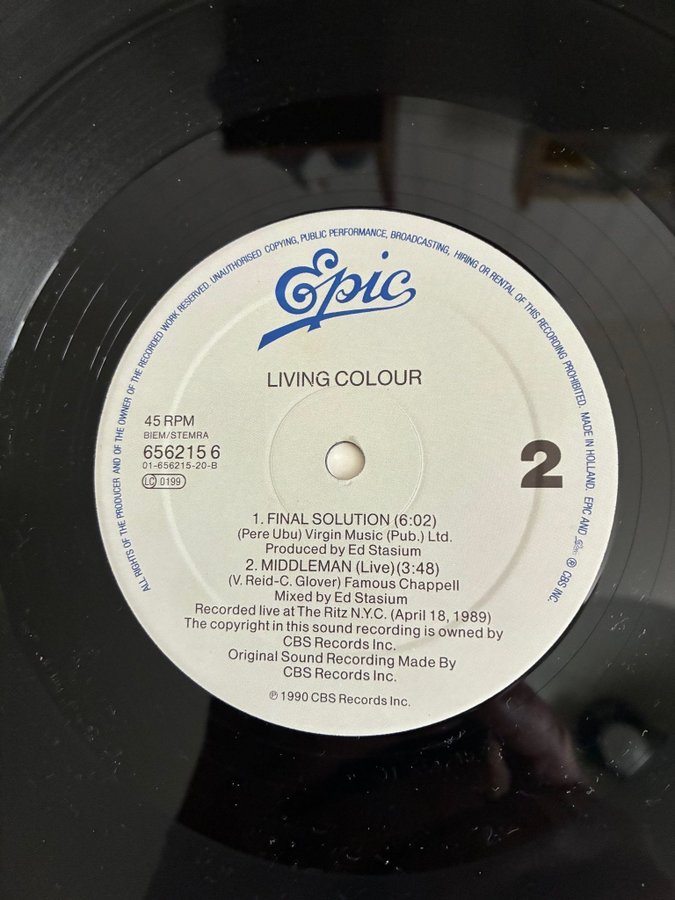 ALL RIGHTS OF THE PRODUCER AND OF THE OWNER OF THE RECORDED WORK RESERVED. UNAUTHORISED COPYING, PUBLIC PERFORMANCE, BROADCASTING, HIRING OR RENTAL OF THIS RECORDING PROHIBITED. MADE IN HOLLAND. EPIC AND ℗ CBS INC.
Epic
LIVING COLOUR
45 RPM
BIEM/STEMRA
656215 6
01-656215-20-B
LC 0199
2
1. FINAL SOLUTION (6:02)
(Pere Ubu) Virgin Music (Pub.) Ltd.
Produced by Ed Stasium
2. MIDDLEMAN (Live)(3:48)
(V. Reid-C. Glover) Famous Chappell
Mixed by Ed Stasium
Recorded live at The Ritz N.Y.C. (April 18, 1989)
The copyright in this sound recording is owned by
CBS Records Inc.
Original Sound Recording Made By
CBS Records Inc.
℗ 1990 CBS Records Inc.